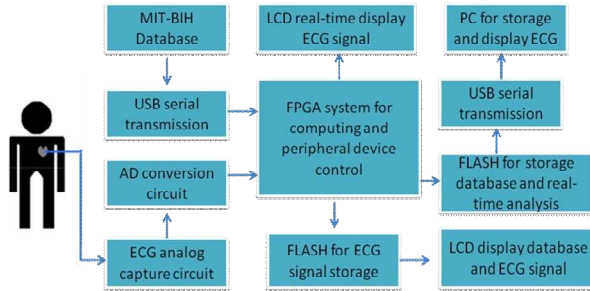 MIT-BIH
Database
LCD real-time display
ECG signal
PC for storage
and display ECG
USB serial
transmission
FPGA system for
computing and
peripheral device
control
USB serial
transmission
AD conversion
circuit
FLASH for storage
database and real-
time analysis
ECG analog
capture circuit
FLASH for ECG
signal storage
LCD display database
and ECG signal